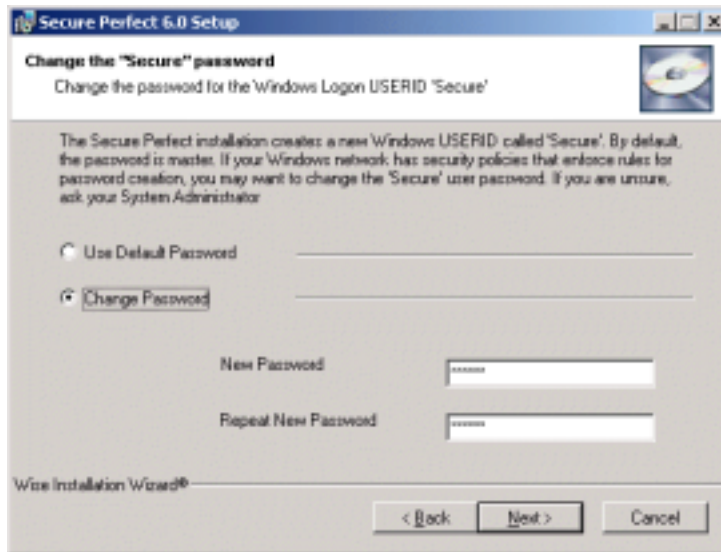 Secure Perfect 6.0 Setup
Change the "Secure" password
Change the password for the Windows Logon USERID 'Secure'
The Secure Perfect installation creates a new Windows USERID called 'Secure'. By default,
the password is master. If your Windows network has security policies that enforce rules for
password creation, you may want to change the 'Secure' user password. If you are unsure,
ask your System Administrator
Use Default Password
Change Password
New Password
Repeat New Password
Wise Installation Wizard®
< Back
Next >
Cancel